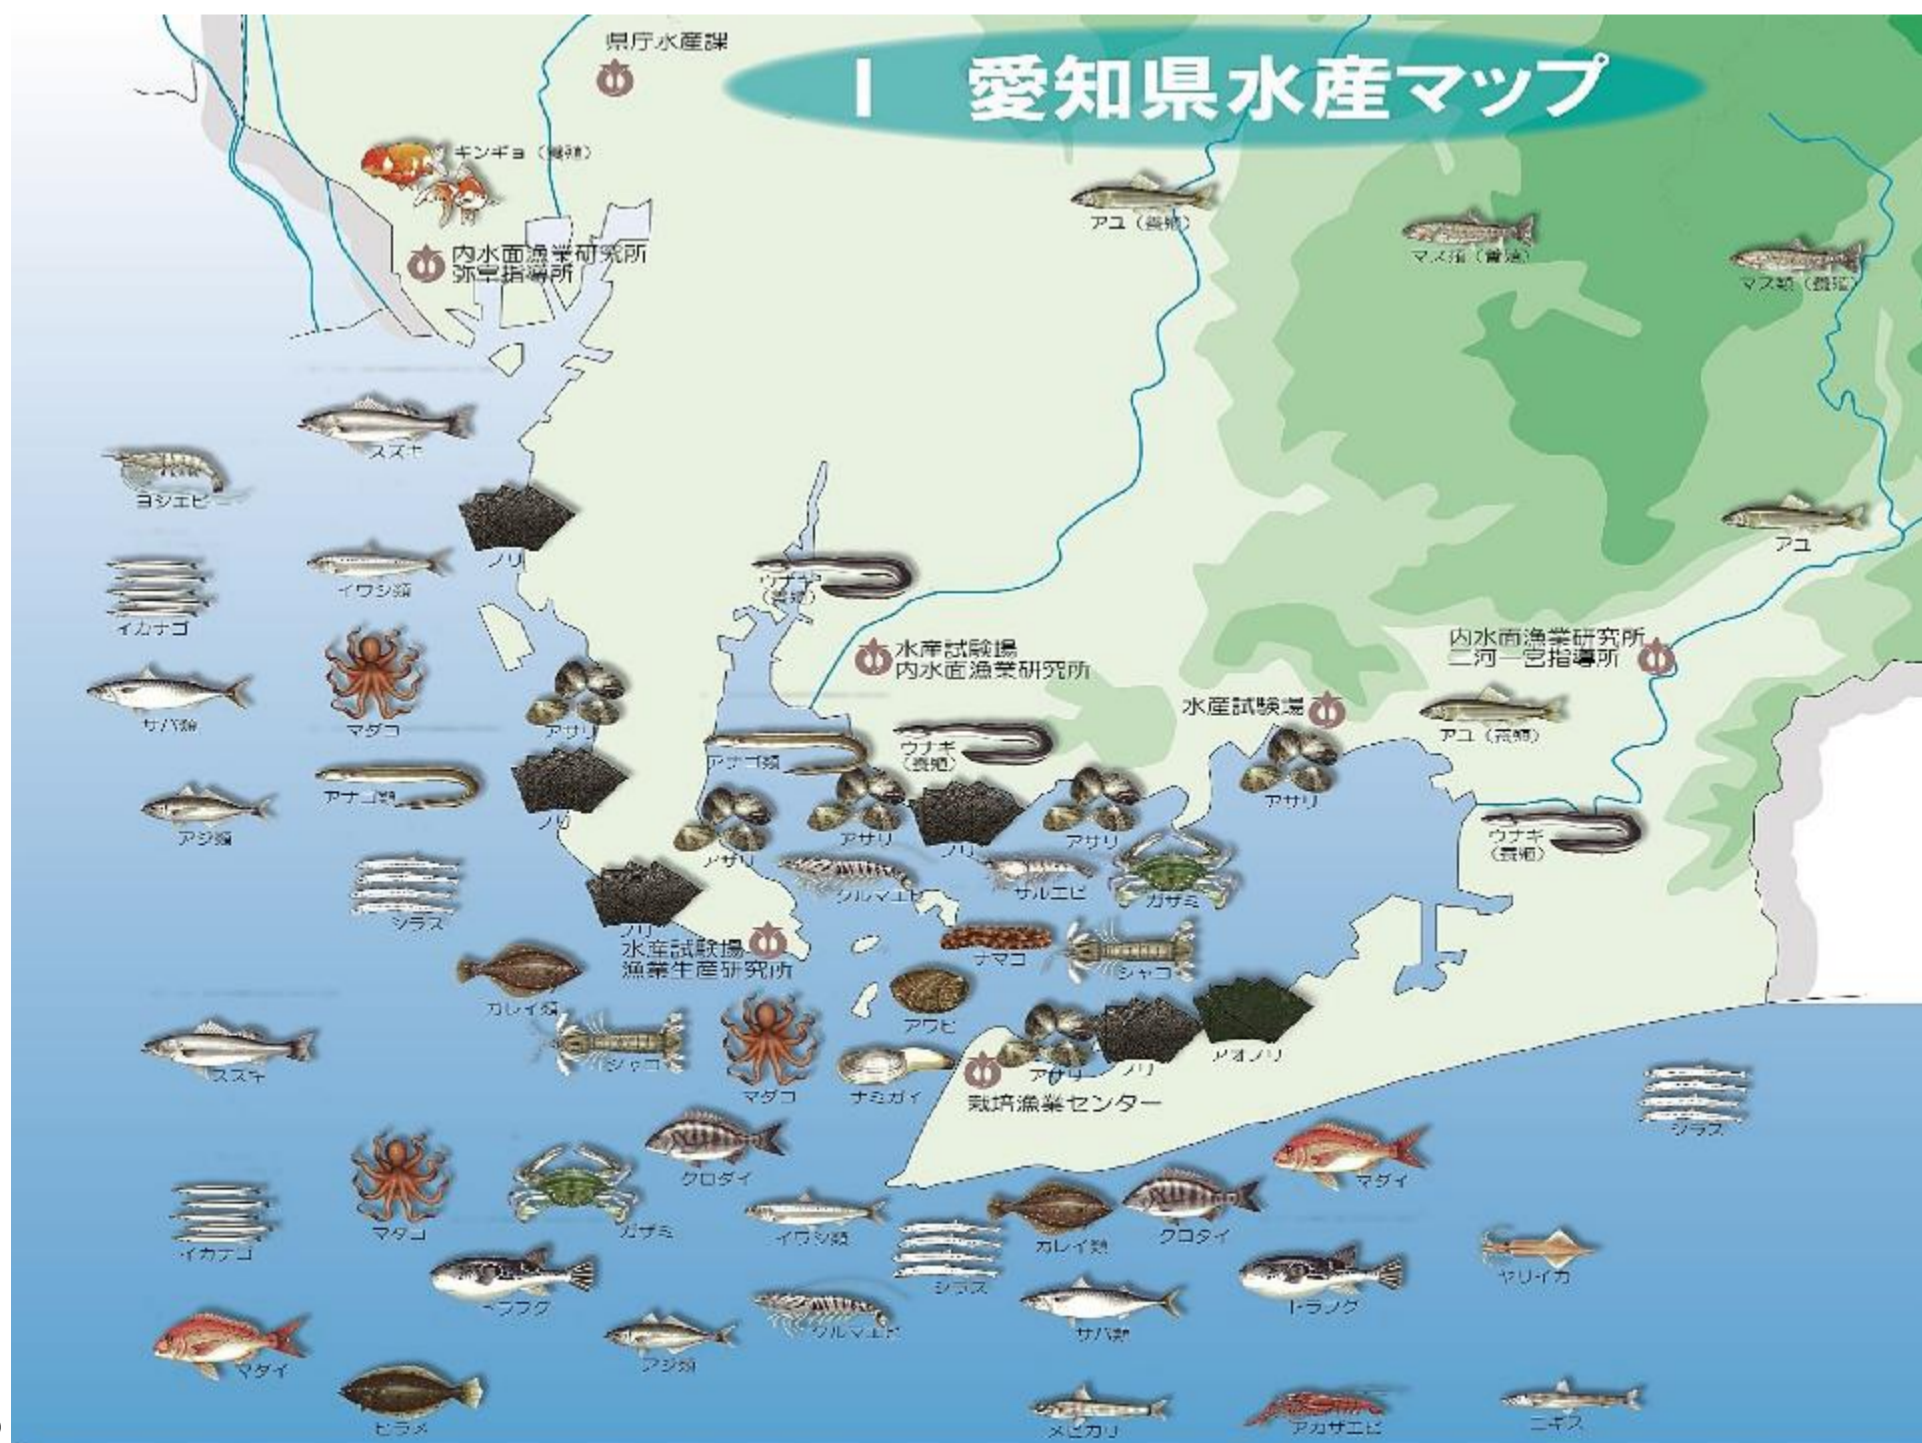 I 愛知県水産マップ
県庁水産課
キンギョ（養殖）
内水面漁業研究所
弥富指導所
アユ（養殖）
マス類（養殖）
マス類（養殖）
スズキ
ヨシエビ
ノリ
イワシ類
イカナゴ
ウナギ
（養殖）
アユ
水産試験場
内水面漁業研究所
内水面漁業研究所
三河一宮指導所
サバ類
マダコ
アサリ
水産試験場
アユ（養殖）
アナゴ類
ウナギ
（養殖）
アナゴ類
アジ類
ノリ
アサリ
アサリ
ノリ
アサリ
アサリ
ウナギ
（養殖）
シラス
クルマエビ
サルエビ
ガザミ
ノリ
水産試験場
漁業生産研究所
ナマコ
シャコ
カレイ類
アワビ
スズキ
シャコ
マダコ
ナミガイ
アサリ
ノリ
アオノリ
栽培漁業センター
シラス
クロダイ
マダイ
マダコ
ガザミ
イカナゴ
イワシ類
カレイ類
クロダイ
シラス
ヤリイカ
トラフグ
トラフグ
マダイ
アジ類
クルマエビ
サバ類
ヒラメ
メヒカリ
アカザエビ
ニギス